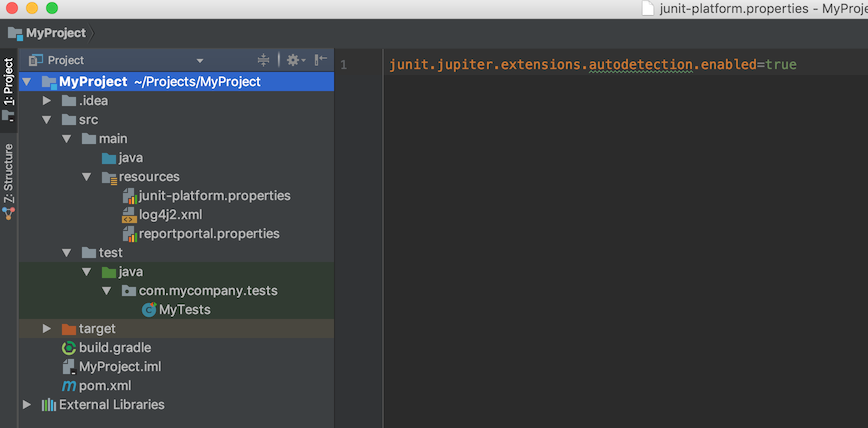 junit-platform.properties - MyProje
MyProject
Project
1 junit.jupiter.extensions.autodetection.enabled=true
1: Project
Z: Structure
MyProject ~/Projects/MyProject
.idea
src
main
java
resources
junit-platform.properties
log4j2.xml
reportportal.properties
test
java
com.mycompany.tests
MyTests
target
build.gradle
MyProject.iml
pom.xml
External Libraries